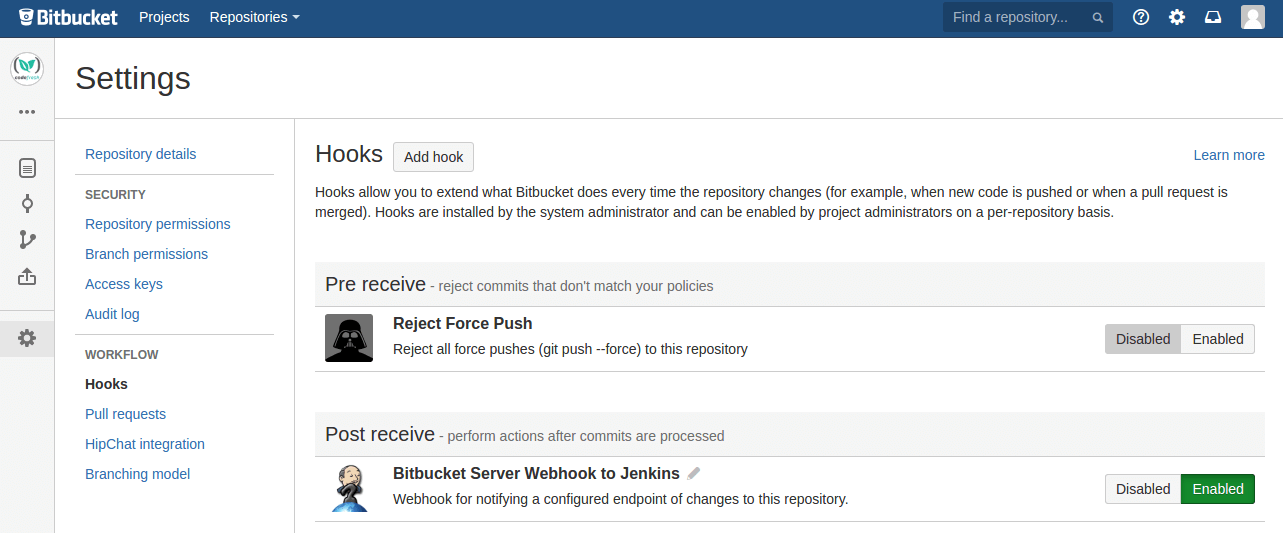 Bitbucket Projects Repositories Find a repository...
codefresh
Settings
Repository details
SECURITY
Repository permissions
Branch permissions
Access keys
Audit log
WORKFLOW
Hooks
Pull requests
HipChat integration
Branching model
Hooks Add hook Learn more
Hooks allow you to extend what Bitbucket does every time the repository changes (for example, when new code is pushed or when a pull request is
merged). Hooks are installed by the system administrator and can be enabled by project administrators on a per-repository basis.
Pre receive - reject commits that don't match your policies
Reject Force Push
Reject all force pushes (git push --force) to this repository
Disabled Enabled
Post receive - perform actions after commits are processed
Bitbucket Server Webhook to Jenkins
Webhook for notifying a configured endpoint of changes to this repository.
Disabled Enabled